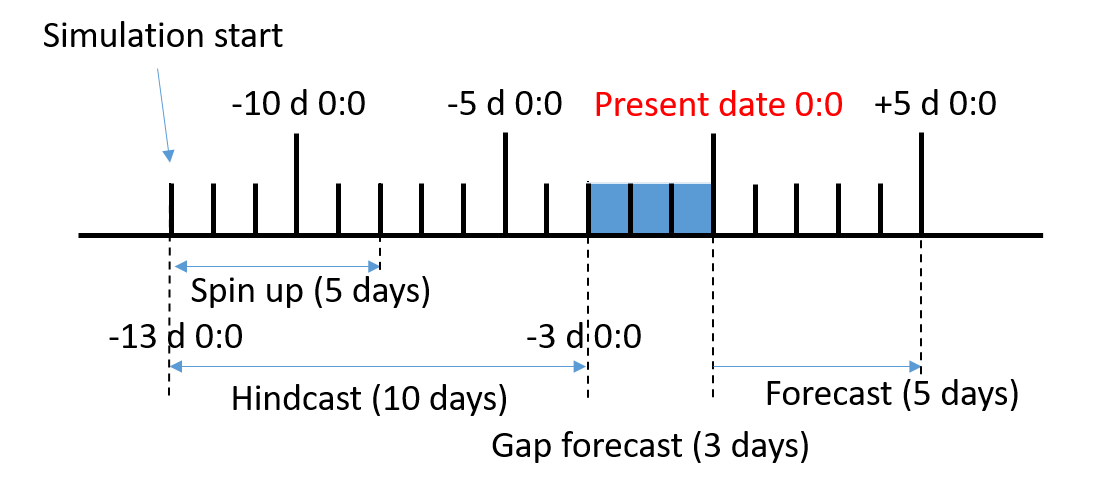 Simulation start
-10 d 0:0
-5 d 0:0
Present date 0:0
+5 d 0:0
Spin up (5 days)
-13 d 0:0
-3 d 0:0
Hindcast (10 days)
Forecast (5 days)
Gap forecast (3 days)